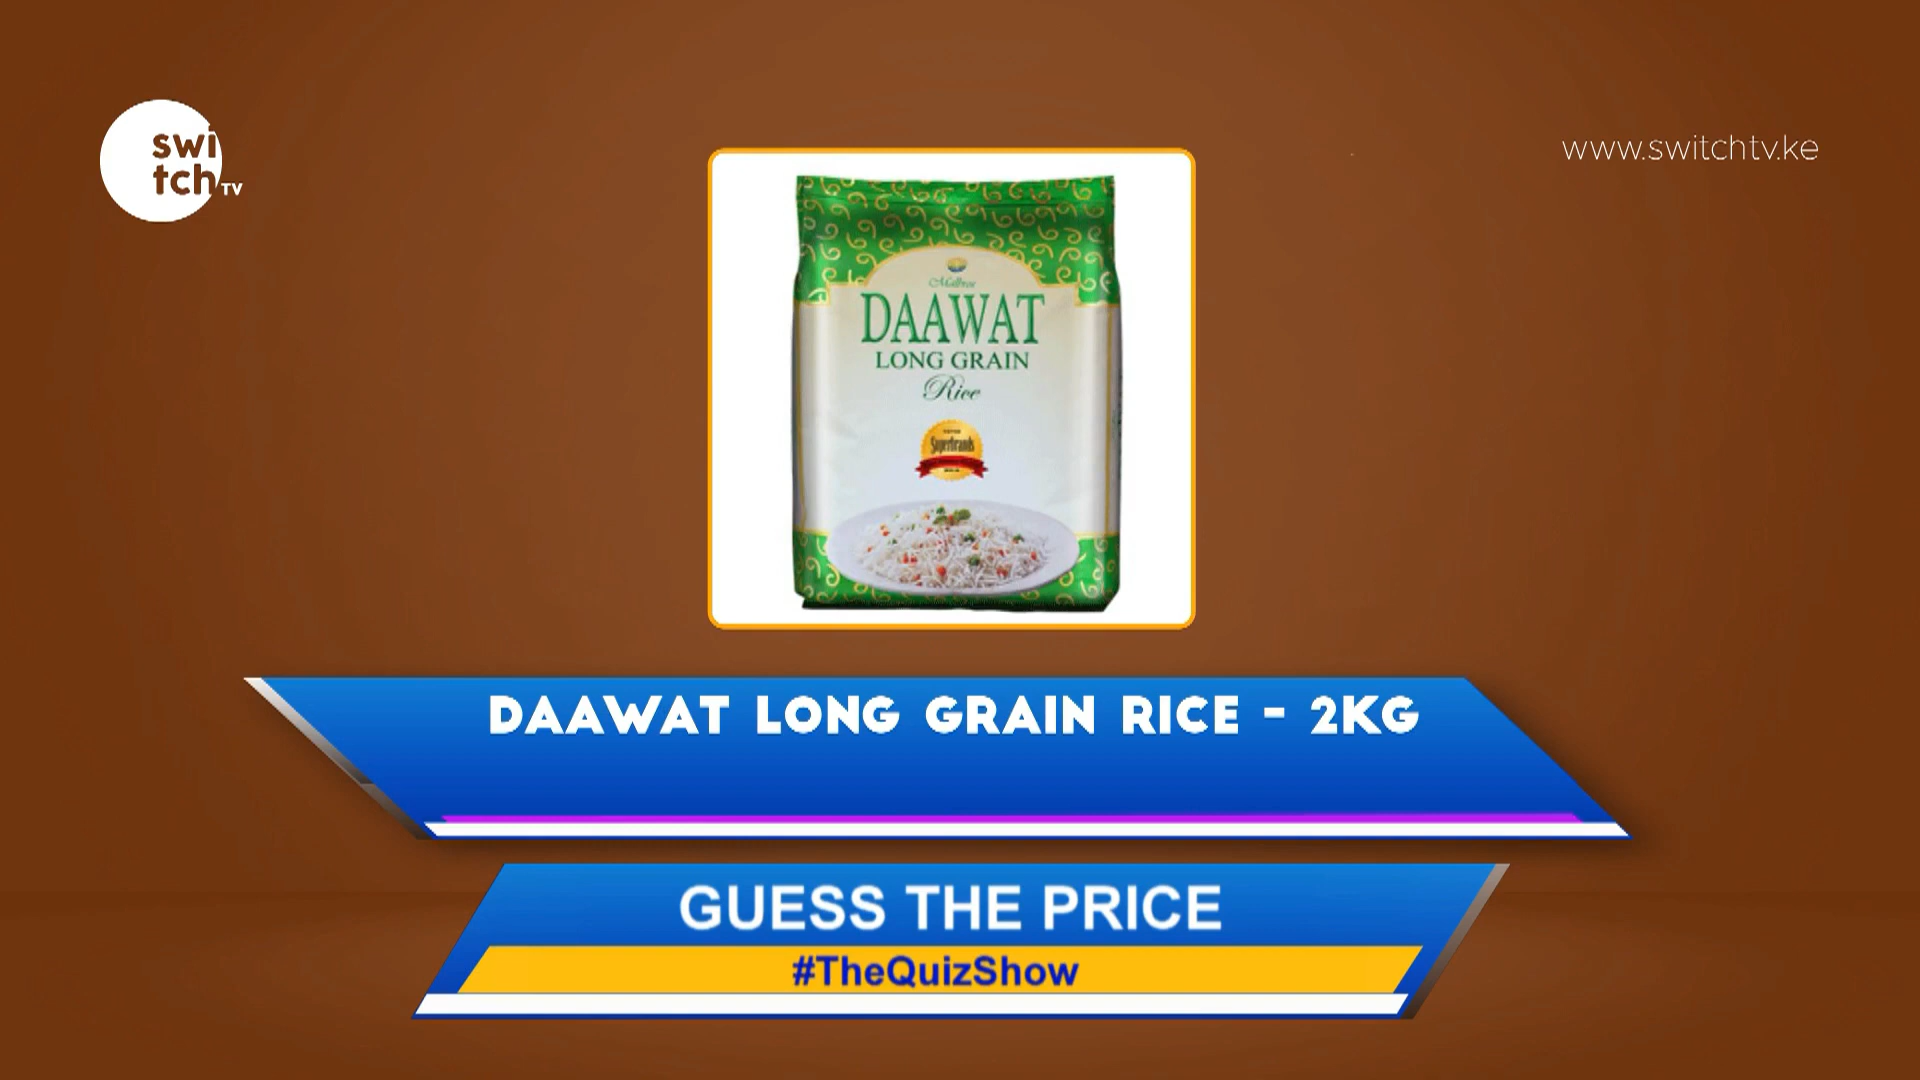 swi
tch TV
www.switchtv.ke
DAAWAT
LONG GRAIN
Rice
Superbrands
DAAWAT LONG GRAIN RICE - 2KG
GUESS THE PRICE
#TheQuizShow